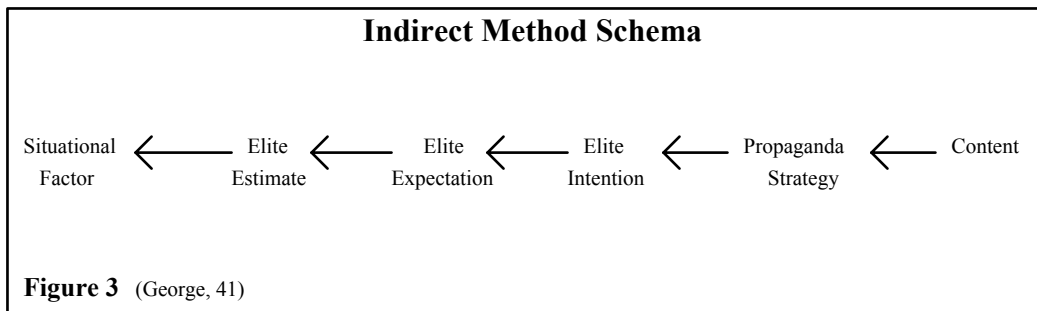 Indirect Method Schema
Situational Elite Elite Elite Propaganda Content
Factor Estimate Expectation Intention Strategy
Figure 3 (George, 41)